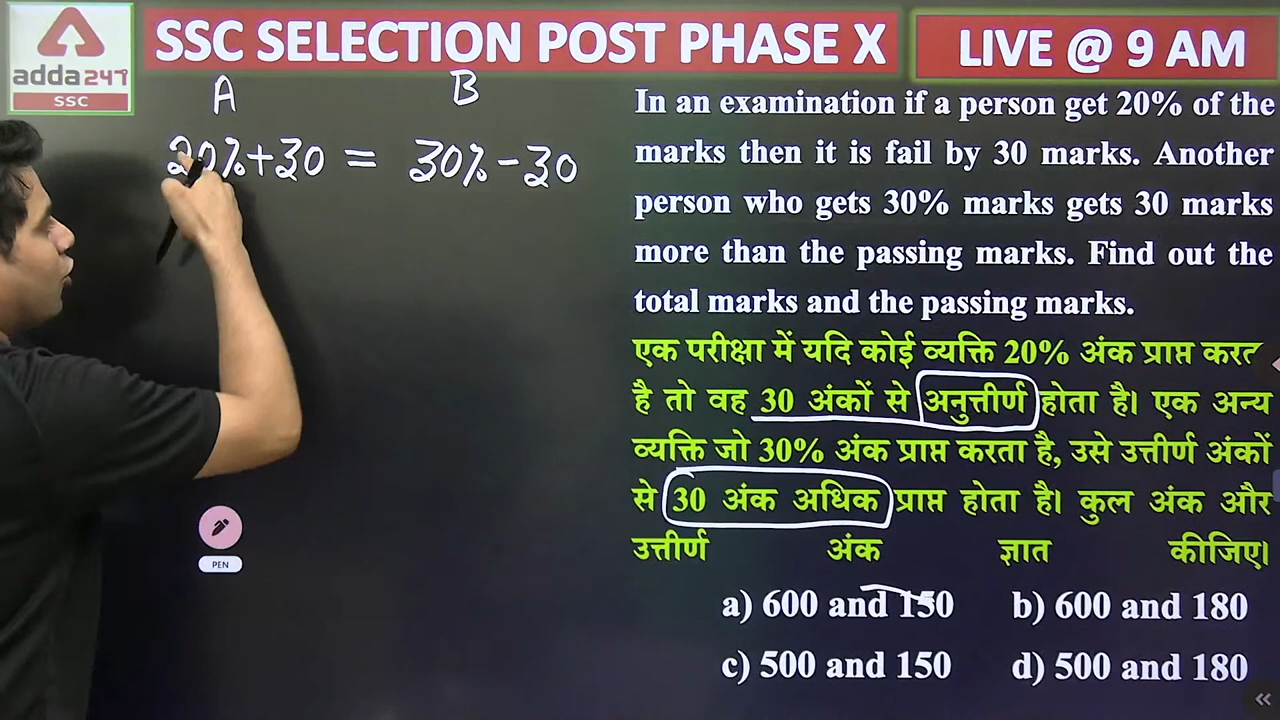 SSC SELECTION POST PHASE X
LIVE @ 9 AM
adda247
SSC
A B
20%+30 = 30%-30
In an examination if a person get 20% of the
marks then it is fail by 30 marks. Another
person who gets 30% marks gets 30 marks
more than the passing marks. Find out the
total marks and the passing marks.
एक परीक्षा में यदि कोई व्यक्ति 20% अंक प्राप्त करत
है तो वह 30 अंकों से अनुत्तीर्ण होता है। एक अन्य
व्यक्ति जो 30% अंक प्राप्त करता है, उसे उत्तीर्ण अंकों
से 30 अंक अधिक प्राप्त होता है। कुल अंक और
उत्तीर्ण अंक ज्ञात कीजिए।
a) 600 and 150 b) 600 and 180
c) 500 and 150 d) 500 and 180
PEN